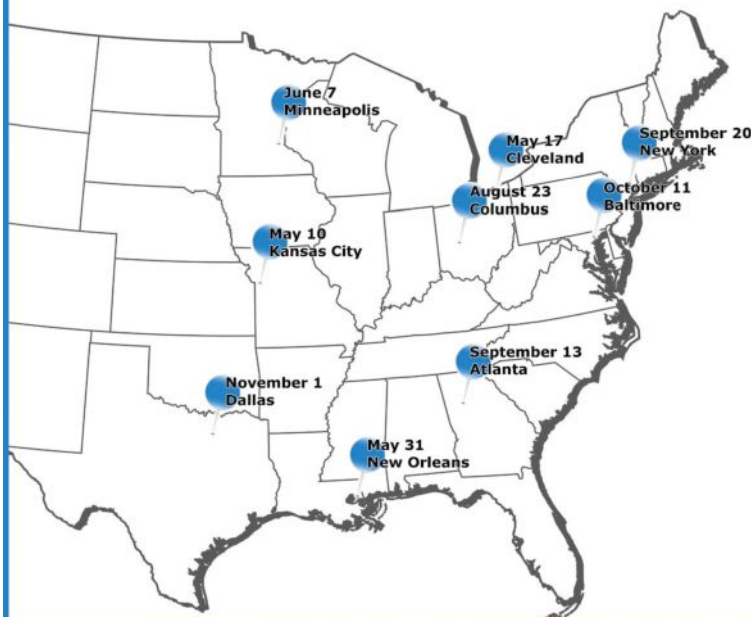 June 7
Minneapolis
May 17
Cleveland
September 20
New York
August 23
Columbus
October 11
Baltimore
May 10
Kansas City
September 13
Atlanta
November 1
Dallas
May 31
New Orleans